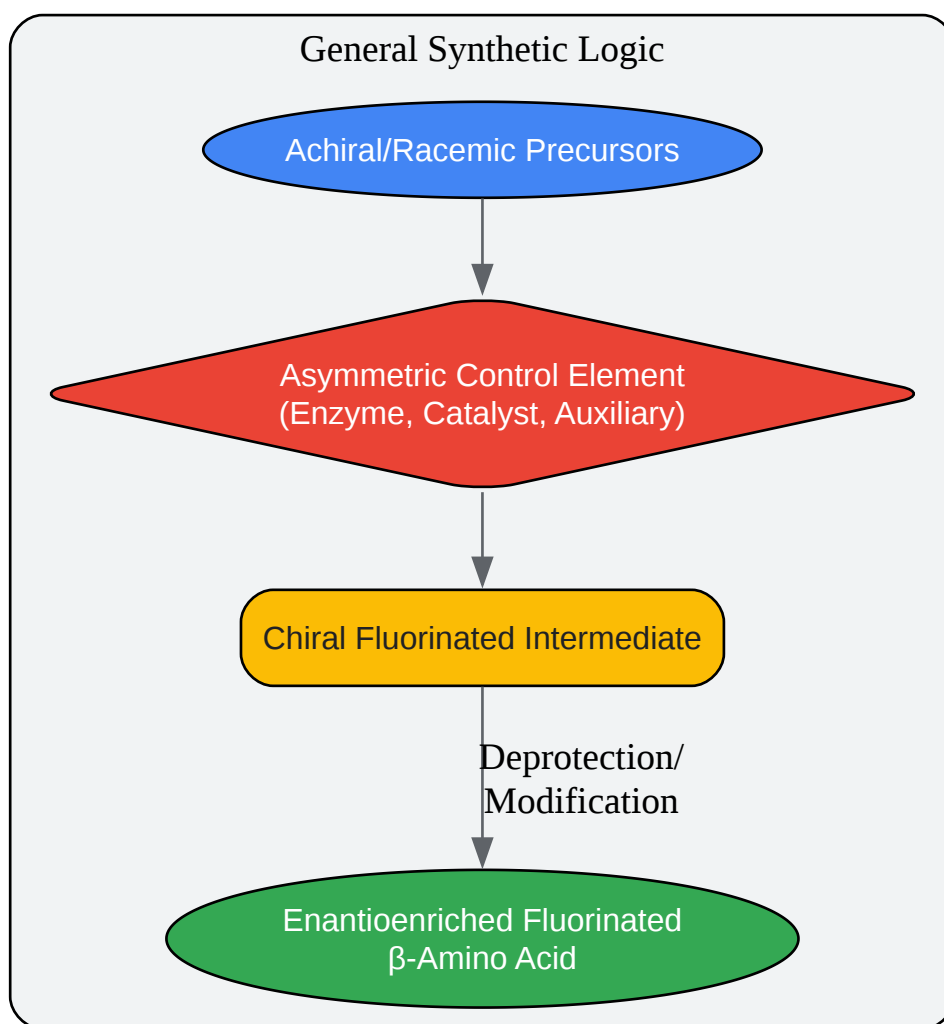 General Synthetic Logic
Achiral/Racemic Precursors
Asymmetric Control Element
(Enzyme, Catalyst, Auxiliary)
Chiral Fluorinated Intermediate
Deprotection/
Modification
Enantioenriched Fluorinated
β-Amino Acid